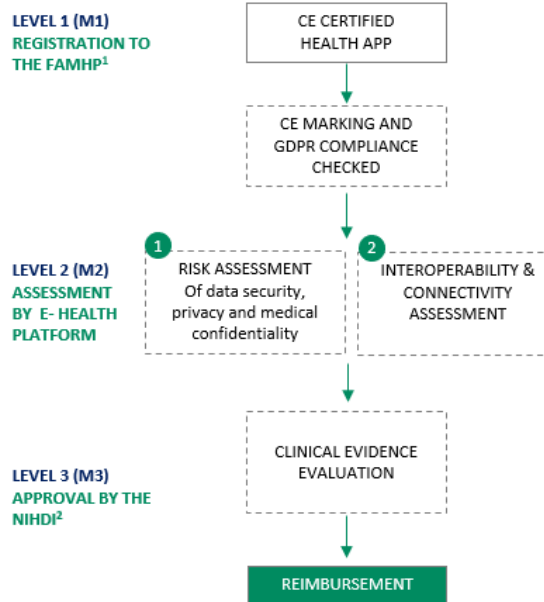 LEVEL 1 (M1)
REGISTRATION TO
THE FAMHP¹
CE CERTIFIED
HEALTH APP
CE MARKING AND
GDPR COMPLIANCE
CHECKED
LEVEL 2 (M2)
ASSESSMENT
BY E- HEALTH
PLATFORM
1
RISK ASSESSMENT
Of data security,
privacy and medical
confidentiality
2
INTEROPERABILITY &
CONNECTIVITY
ASSESSMENT
LEVEL 3 (M3)
APPROVAL BY THE
NIHDI²
CLINICAL EVIDENCE
EVALUATION
REIMBURSEMENT